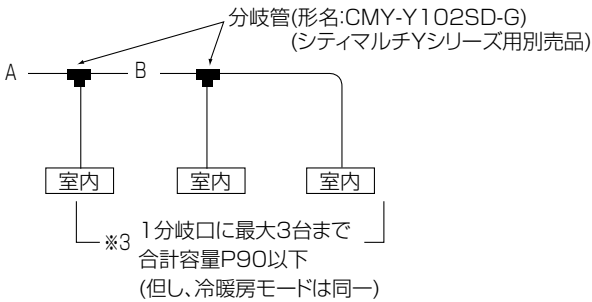 分岐管(形名:CMY-Y102SD-G)
(シティマルチYシリーズ用別売品)
A
B
室内
室内
室内
※3 1分岐口に最大3台まで
合計容量P90以下
(但し、冷暖房モードは同一)